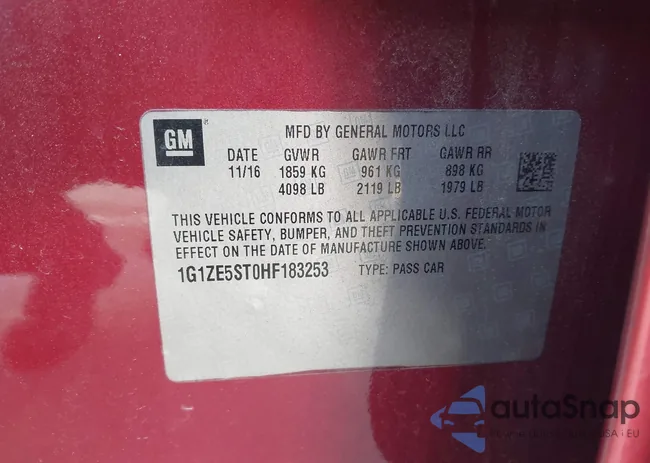 GM
MFD BY GENERAL MOTORS LLC
DATE GVWR GAWR FRT GAWR RR
11/16 1859 KG 961 KG 898 KG
4098 LB 2119 LB 1979 LB
THIS VEHICLE CONFORMS TO ALL APPLICABLE U.S. FEDERAL MOTOR
VEHICLE SAFETY, BUMPER, AND THEFT PREVENTION STANDARDS IN
EFFECT ON THE DATE OF MANUFACTURE SHOWN ABOVE.
1G1ZE5ST0HF183253 TYPE: PASS CAR
autoSnap